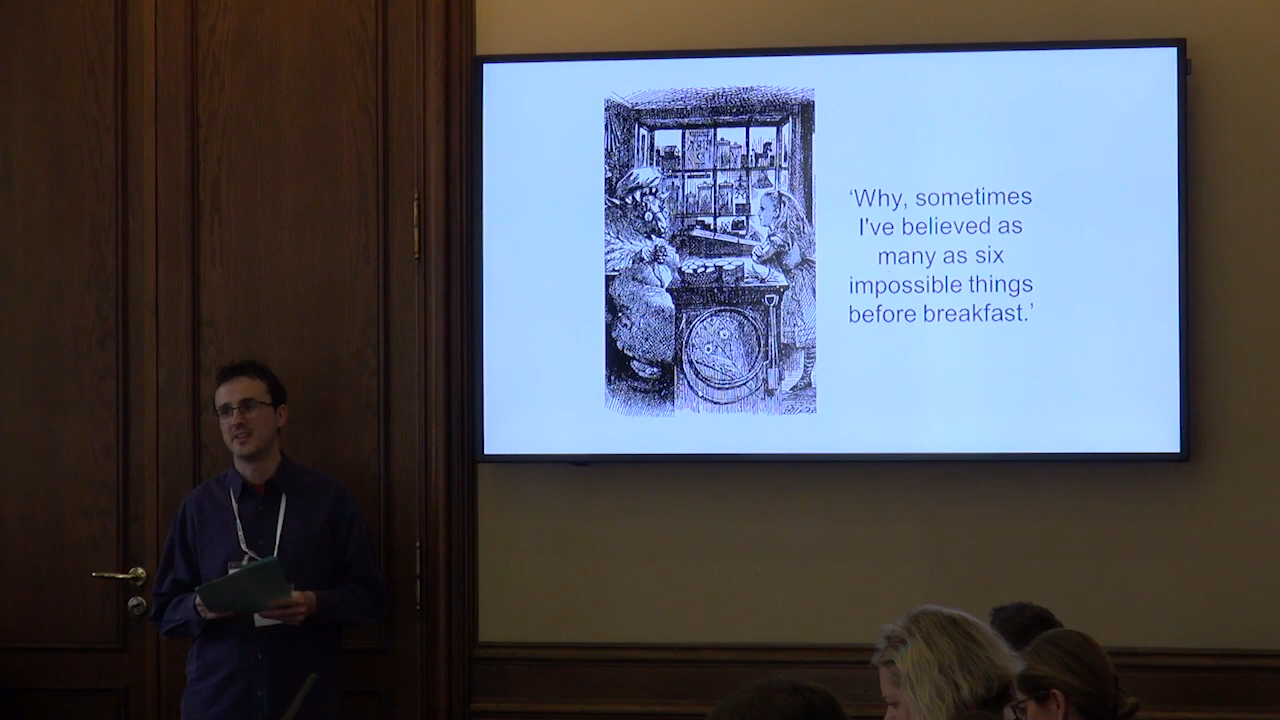 ‘Why, sometimes
I've believed as
many as six
impossible things
before breakfast.’